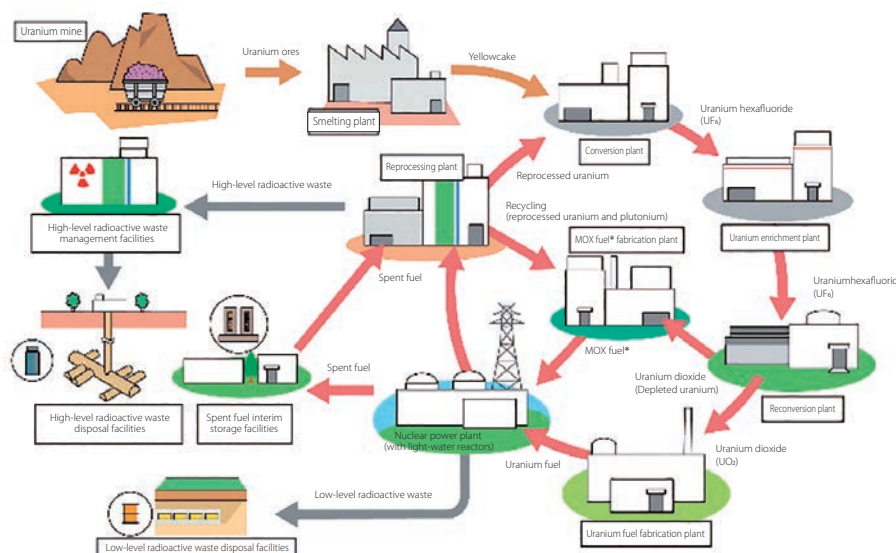 Uranium mine
Uranium ores
Smelting plant
Yellowcake
Conversion plant
Uranium hexafluoride
(UF₆)
Uranium enrichment plant
Reprocessing plant
Reprocessed uranium
High-level radioactive waste
High-level radioactive waste
management facilities
Recycling
(reprocessed uranium and plutonium)
MOX fuel* fabrication plant
Uraniumhexafluorid
(UF₆)
Spent fuel
MOX fuel*
Uranium dioxide
(Depleted uranium)
Reconversion plant
Spent fuel
High-level radioactive waste
disposal facilities
Spent fuel interim
storage facilities
Nuclear power plant
(with light-water reactors)
Uranium fuel
Uranium dioxide
(UO₂)
Uranium fuel fabrication plant
Low-level radioactive waste
Low-level radioactive waste disposal facilities